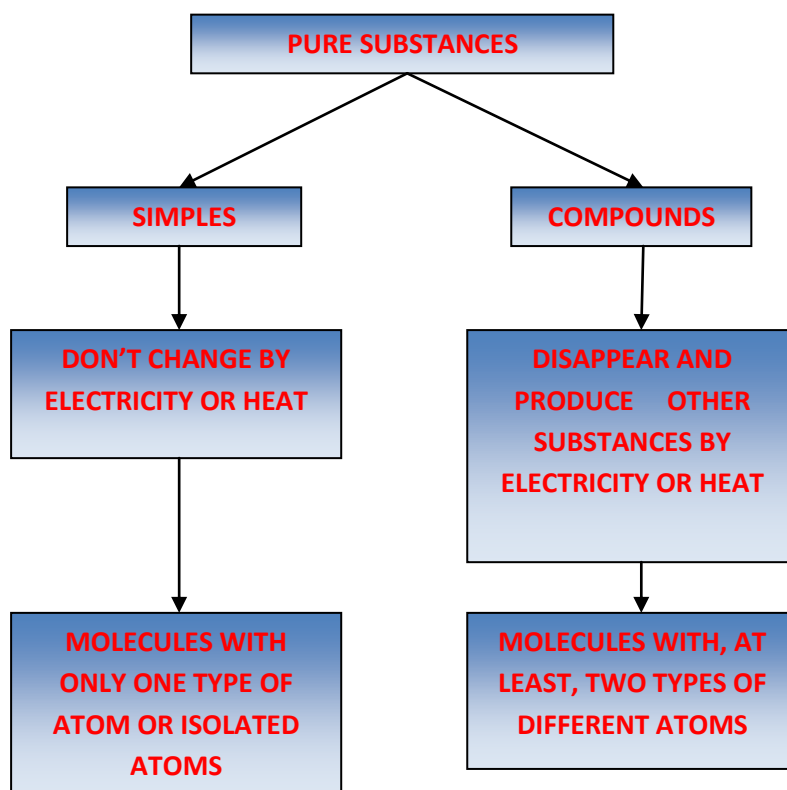 PURE SUBSTANCES
SIMPLES
COMPOUNDS
DON’T CHANGE BY
ELECTRICITY OR HEAT
DISAPPEAR AND
PRODUCE OTHER
SUBSTANCES BY
ELECTRICITY OR HEAT
MOLECULES WITH
ONLY ONE TYPE OF
ATOM OR ISOLATED
ATOMS
MOLECULES WITH, AT
LEAST, TWO TYPES OF
DIFFERENT ATOMS